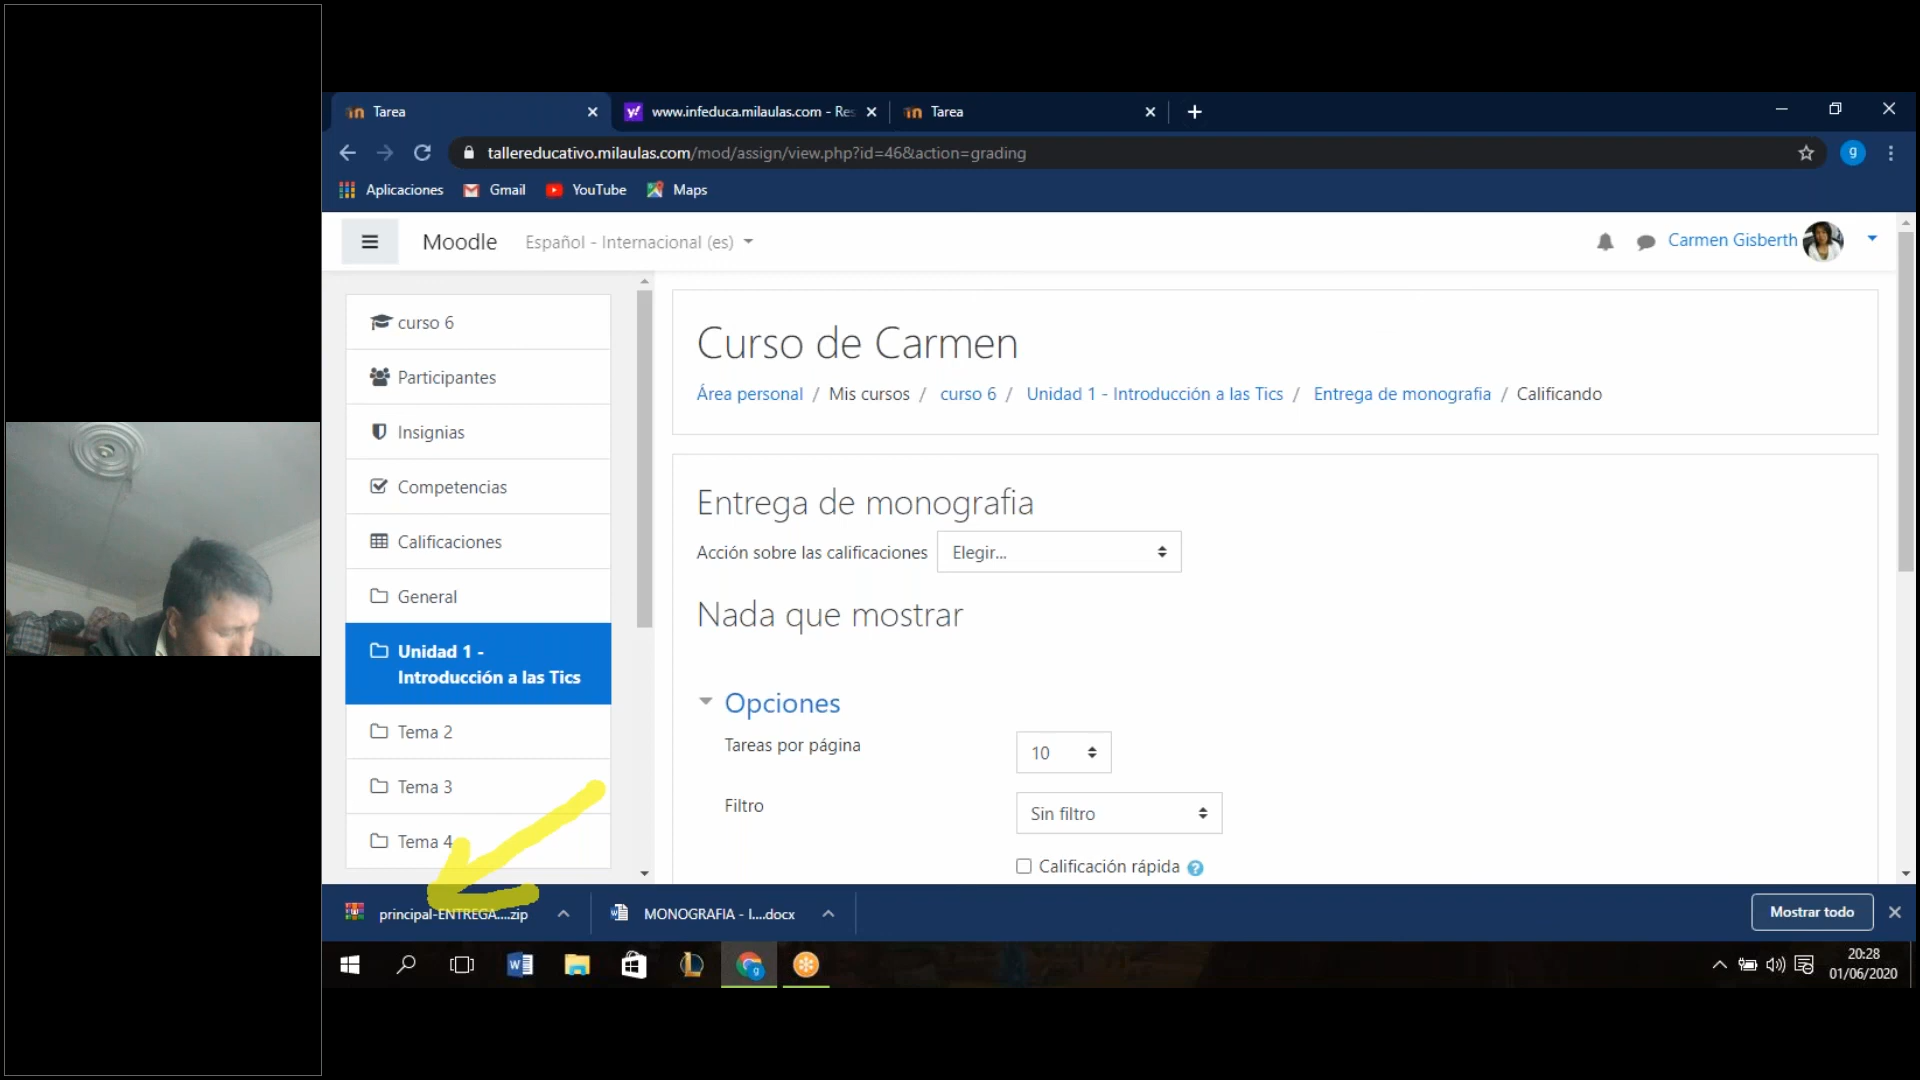 Tarea
www.infeduca.milaulas.com - Res
Tarea
tallereducativo.milaulas.com/mod/assign/view.php?id=46&action=grading
g
Aplicaciones
Gmail
YouTube
Maps
Moodle
Español - Internacional (es)
Carmen Gisberth
curso 6
Participantes
Insignias
Competencias
Calificaciones
General
Unidad 1 -
Introducción a las Tics
Tema 2
Tema 3
Tema 4
Curso de Carmen
Área personal / Mis cursos / curso 6 / Unidad 1 - Introducción a las Tics / Entrega de monografia / Calificando
Entrega de monografia
Acción sobre las calificaciones Elegir...
Nada que mostrar
Opciones
Tareas por página 10
Filtro Sin filtro
Calificación rápida ?
principal-ENTREGA....zip
MONOGRAFIA - I....docx
Mostrar todo
20:28
01/06/2020